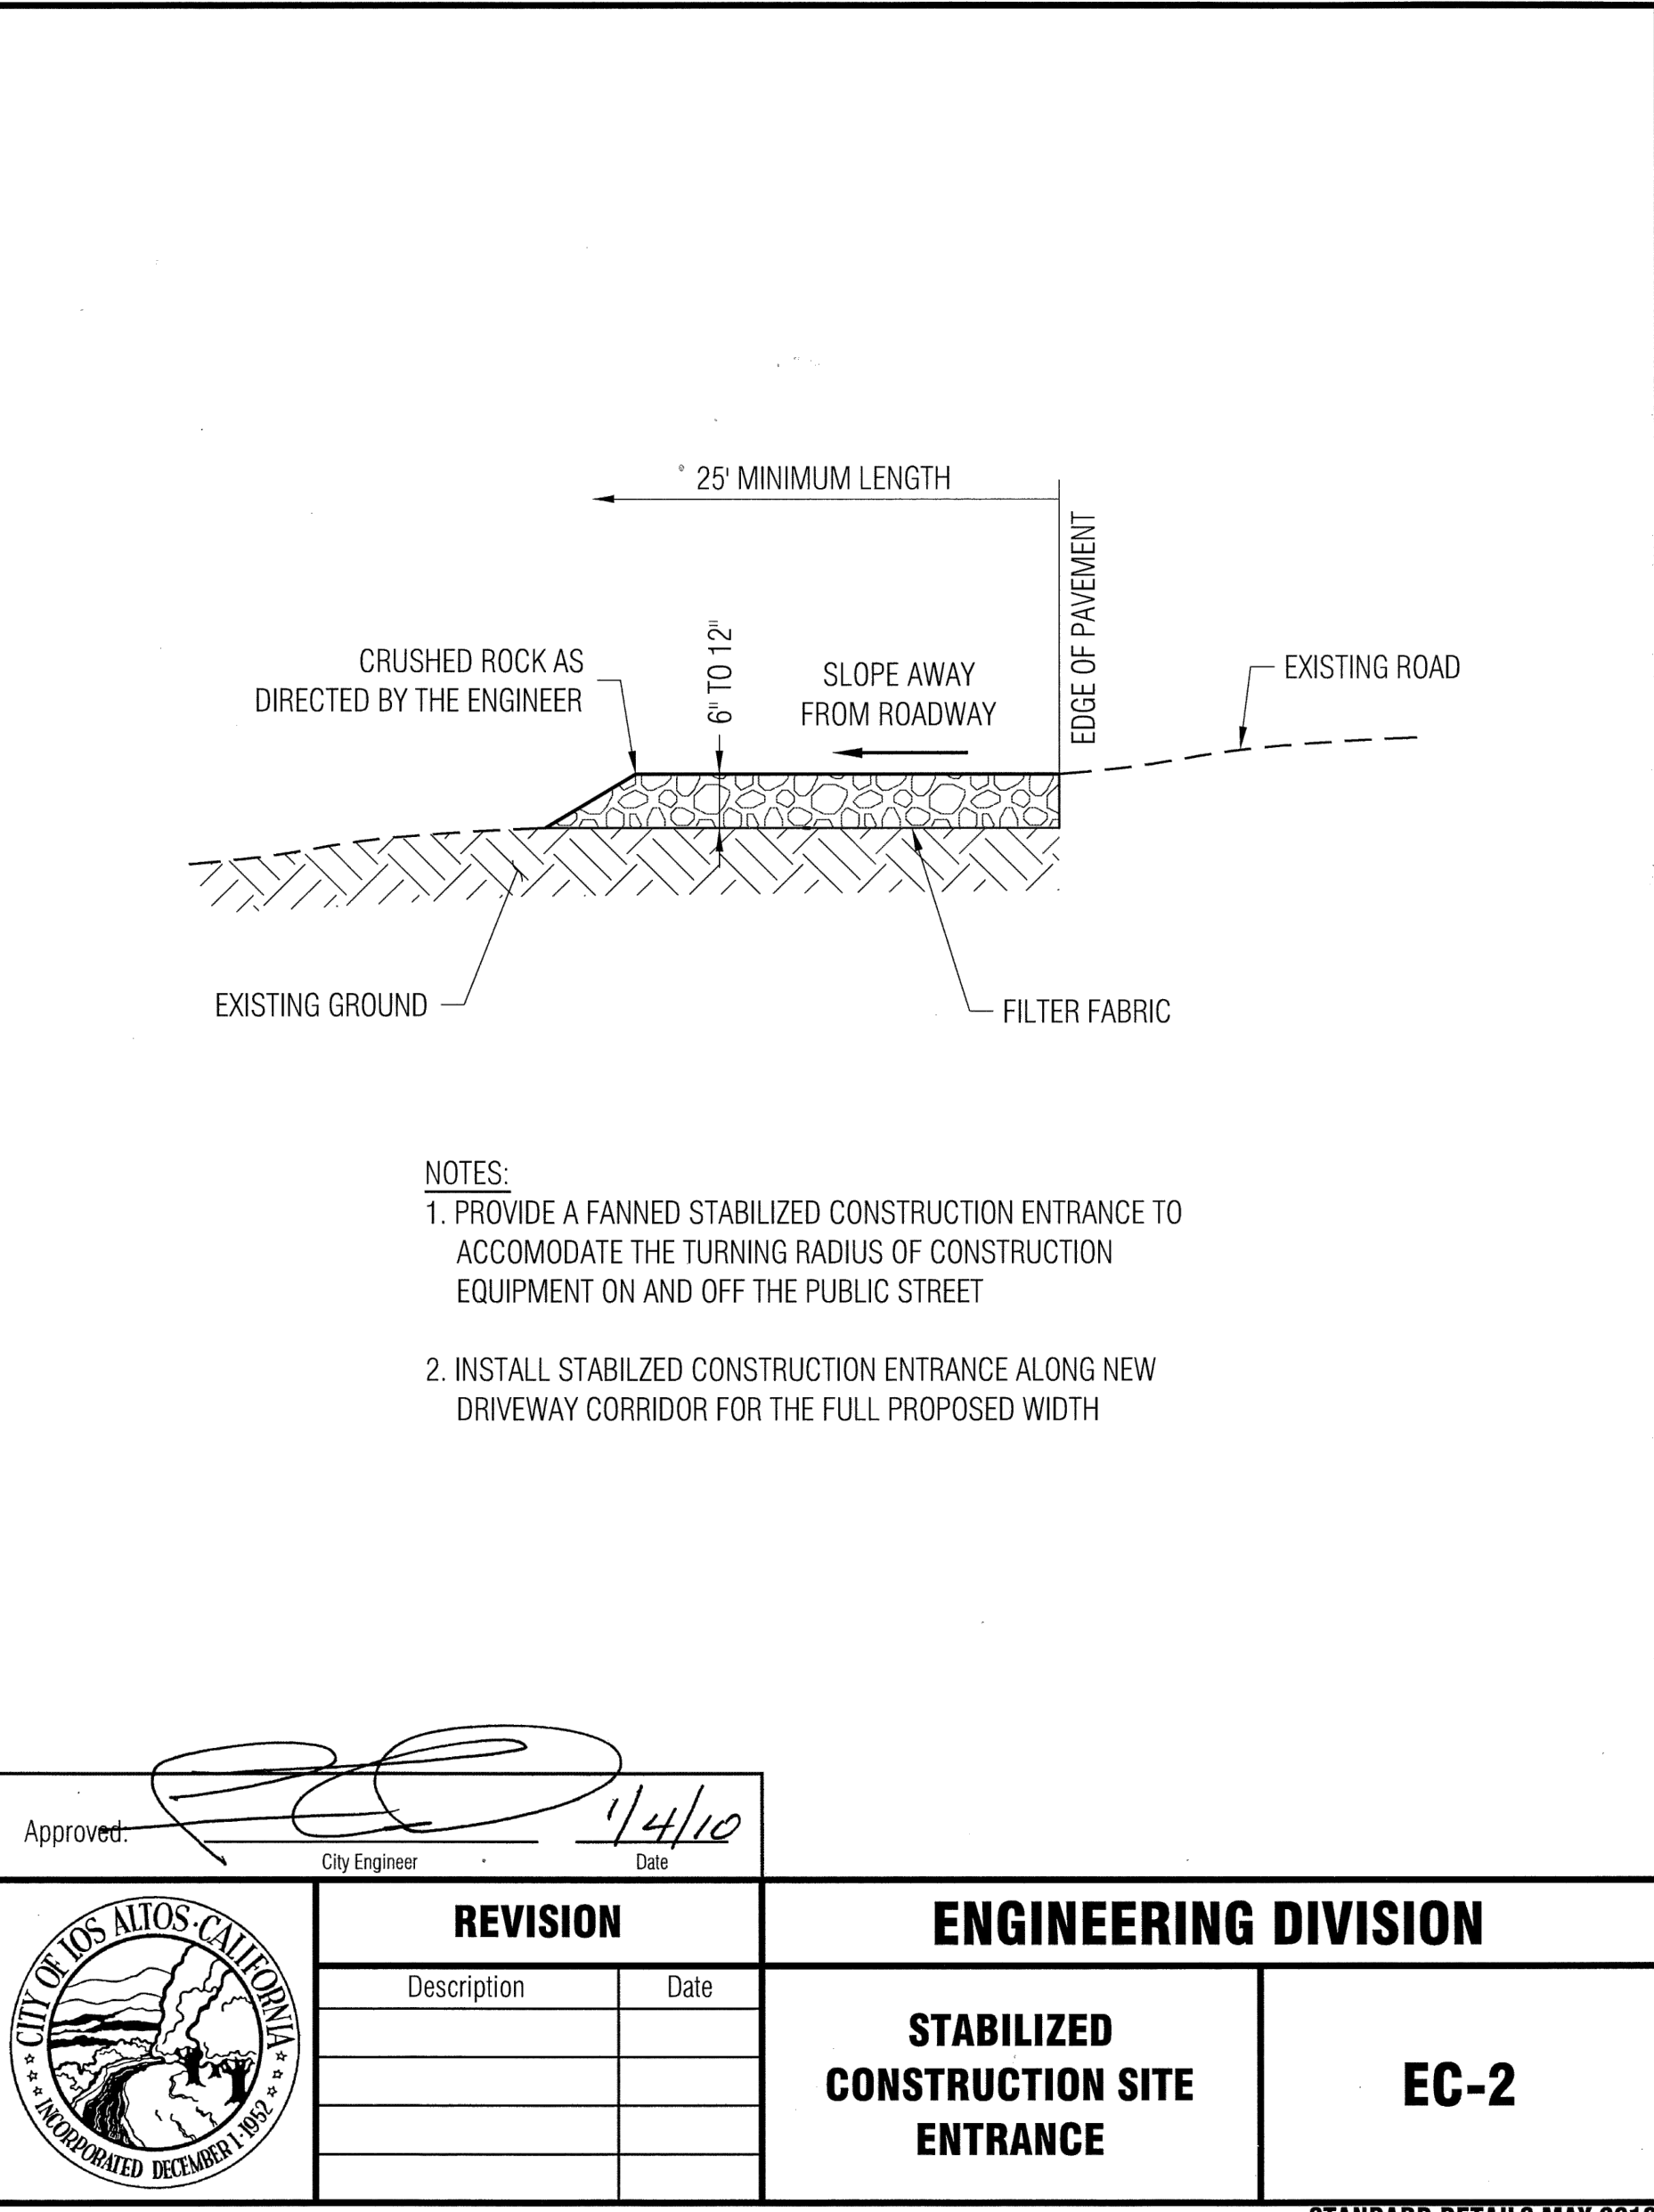 25' MINIMUM LENGTH
EDGE OF PAVEMENT
6" TO 12"
CRUSHED ROCK AS
DIRECTED BY THE ENGINEER
SLOPE AWAY
FROM ROADWAY
EXISTING ROAD
EXISTING GROUND
FILTER FABRIC
NOTES:
1. PROVIDE A FANNED STABILIZED CONSTRUCTION ENTRANCE TO
ACCOMODATE THE TURNING RADIUS OF CONSTRUCTION
EQUIPMENT ON AND OFF THE PUBLIC STREET
2. INSTALL STABILZED CONSTRUCTION ENTRANCE ALONG NEW
DRIVEWAY CORRIDOR FOR THE FULL PROPOSED WIDTH
Approved:
1/4/10
City Engineer
Date
CITY OF LOS ALTOS · CALIFORNIA
INCORPORATED DECEMBER 1 · 1952
REVISION
Description
Date
ENGINEERING DIVISION
STABILIZED
CONSTRUCTION SITE
ENTRANCE
EC-2